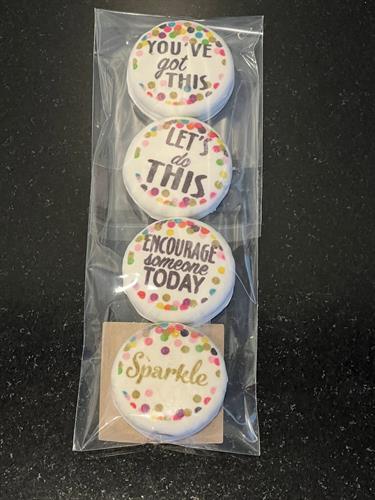 YOU'VE
got
THIS
LET'S
do
THIS
ENCOURAGE
someone
TODAY
Sparkle